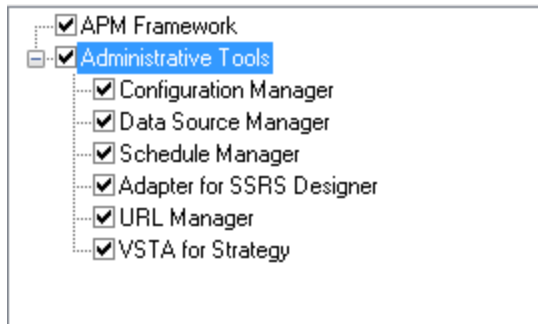 APM Framework
Administrative Tools
Configuration Manager
Data Source Manager
Schedule Manager
Adapter for SSRS Designer
URL Manager
VSTA for Strategy